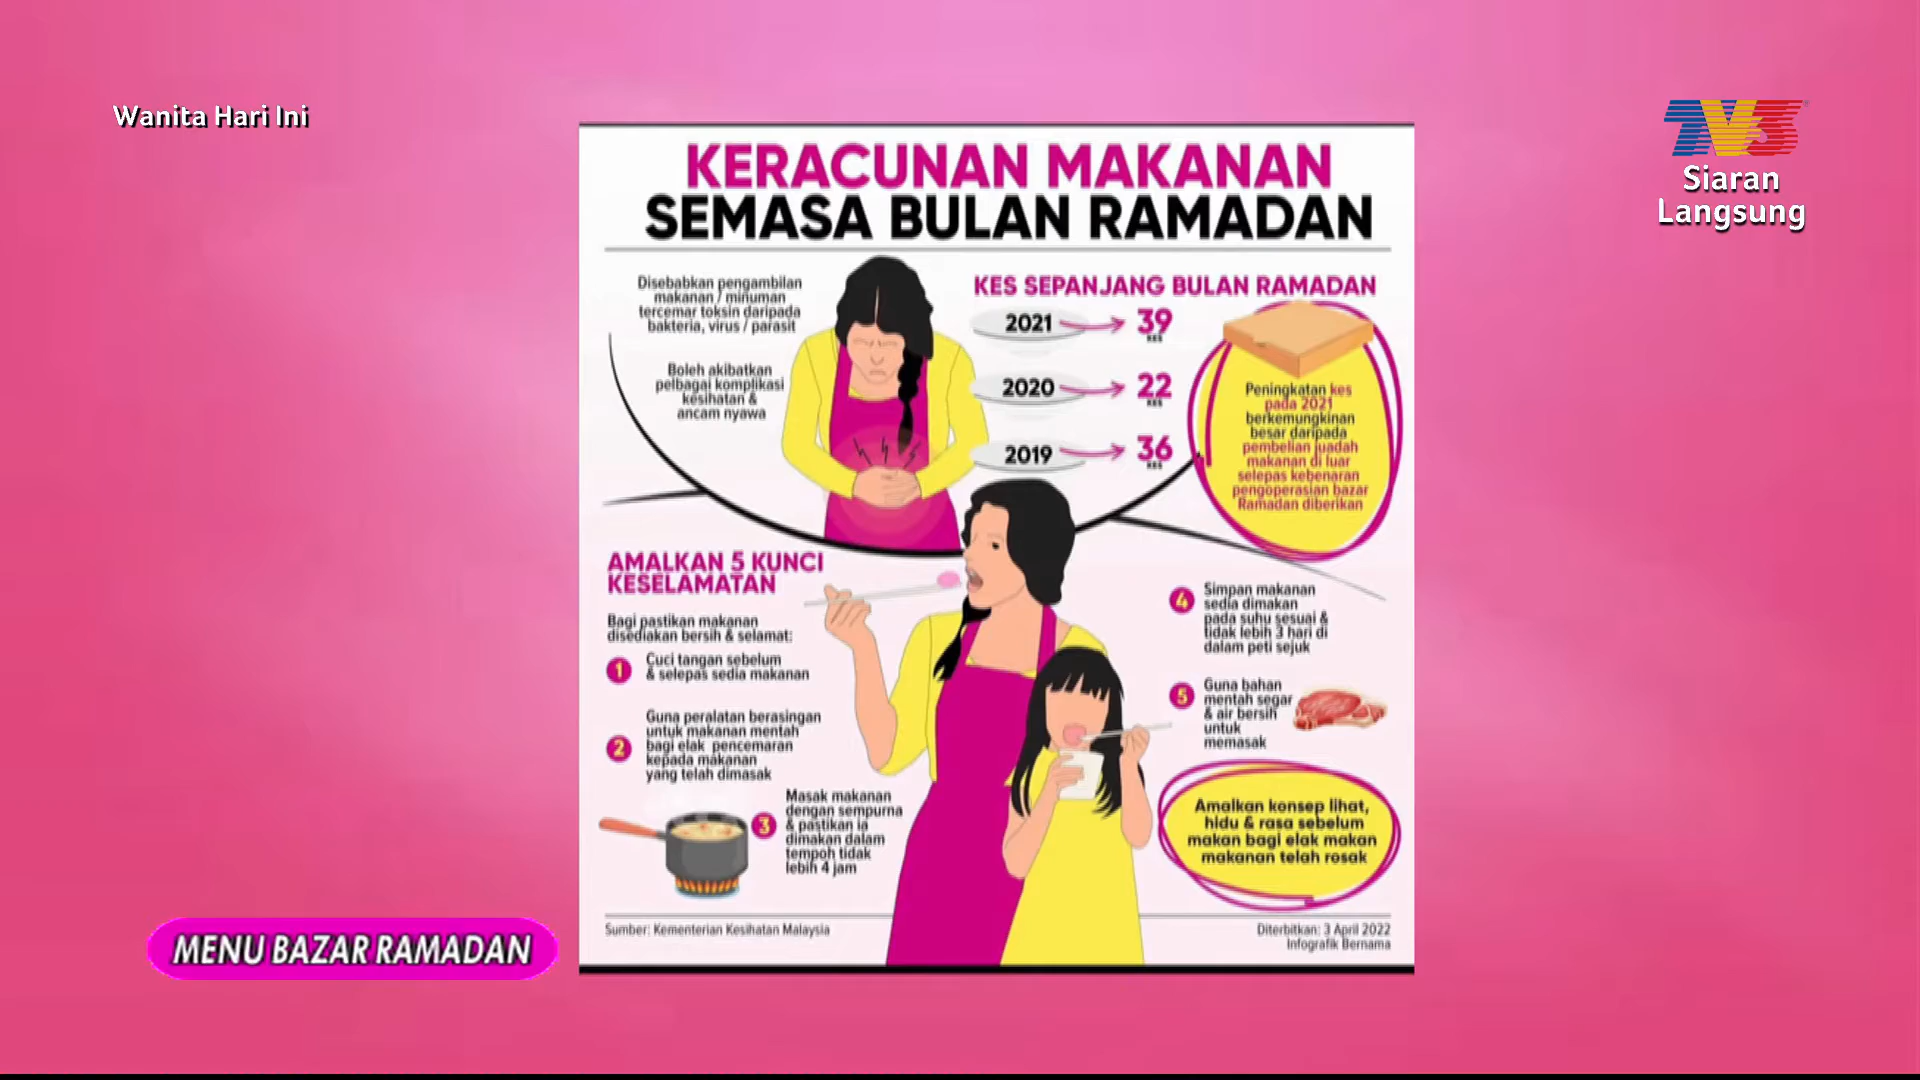 Wanita Hari Ini
TV3
Siaran
Langsung
KERACUNAN MAKANAN
SEMASA BULAN RAMADAN
Disebabkan pengambilan
makanan / minuman
tercemar toksin daripada
bakteria, virus / parasit
Boleh akibatkan
pelbagai komplikasi
kesihatan &
ancam nyawa
KES SEPANJANG BULAN RAMADAN
2021 39
KES
2020 22
KES
2019 36
KES
Peningkatan kes
pada 2021
berkemungkinan
besar daripada
pembelian juadah
makanan di luar
selepas kebenaran
pengoperasian bazar
Ramadan diberikan
AMALKAN 5 KUNCI
KESELAMATAN
Bagi pastikan makanan
disediakan bersih & selamat:
1 Cuci tangan sebelum
& selepas sedia makanan
2 Guna peralatan berasingan
untuk makanan mentah
bagi elak pencemaran
kepada makanan
yang telah dimasak
3 Masak makanan
dengan sempurna
& pastikan ia
dimakan dalam
tempoh tidak
lebih 4 jam
4 Simpan makanan
sedia dimakan
pada suhu sesuai &
tidak lebih 3 hari di
dalam peti sejuk
5 Guna bahan
mentah segar
& air bersih
untuk
memasak
Amalkan konsep lihat,
hidu & rasa sebelum
makan bagi elak makan
makanan telah rosak
Sumber: Kementerian Kesihatan Malaysia
Diterbitkan: 3 April 2022
Infografik Bernama
MENU BAZAR RAMADAN